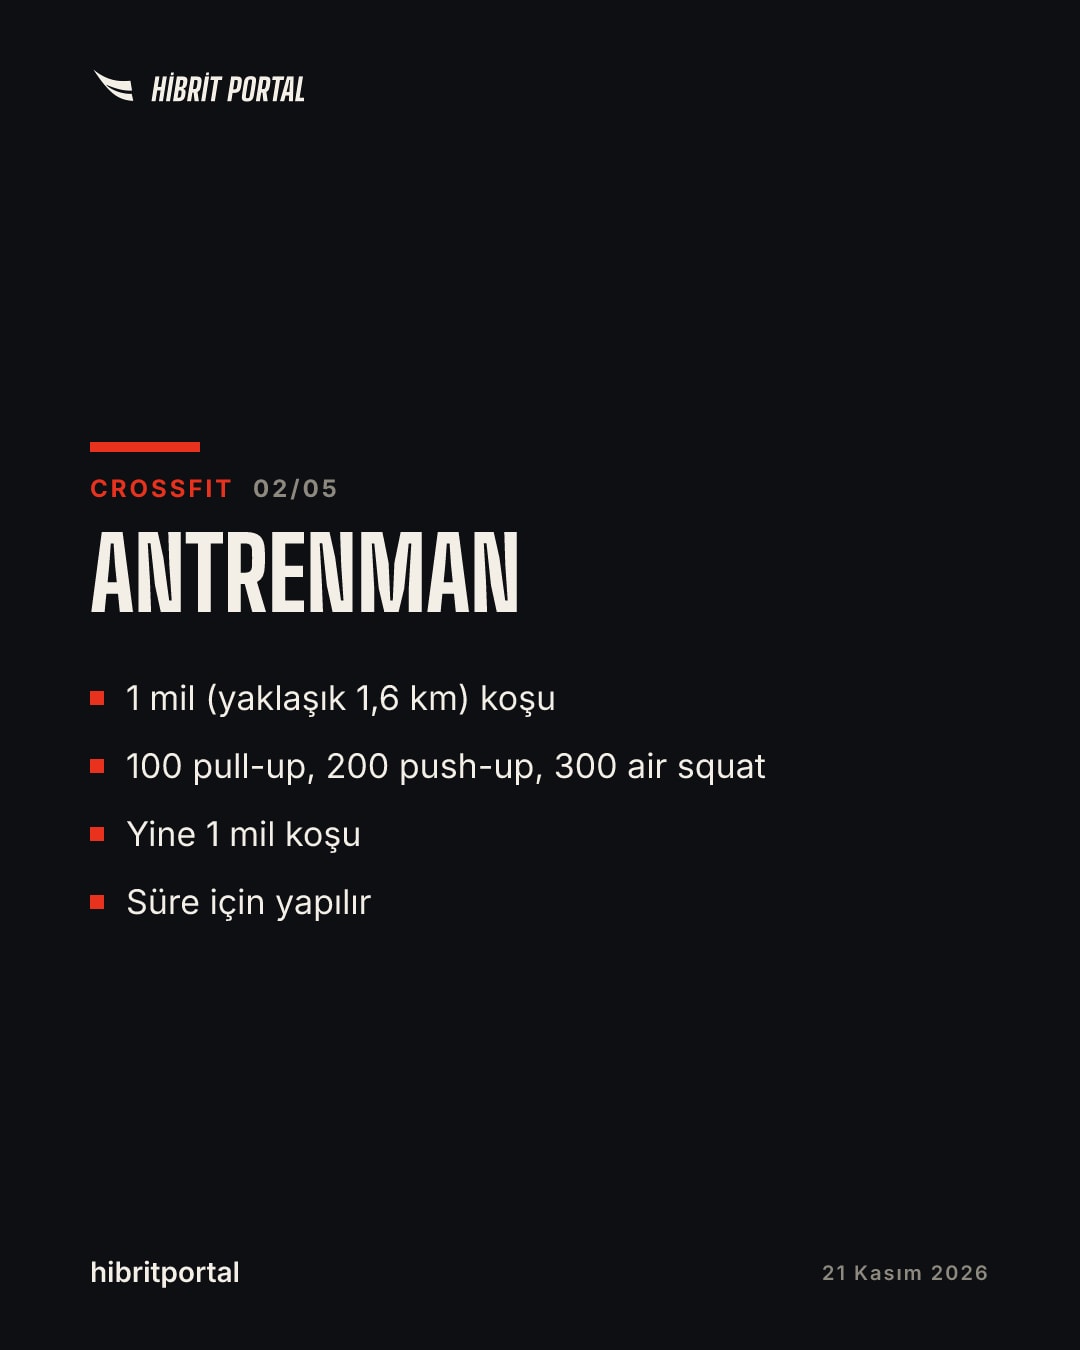 HİBRİT PORTAL
CROSSFIT 02/05
ANTRENMAN
1 mil (yaklaşık 1,6 km) koşu
100 pull-up, 200 push-up, 300 air squat
Yine 1 mil koşu
Süre için yapılır
hibritportal
21 Kasım 2026